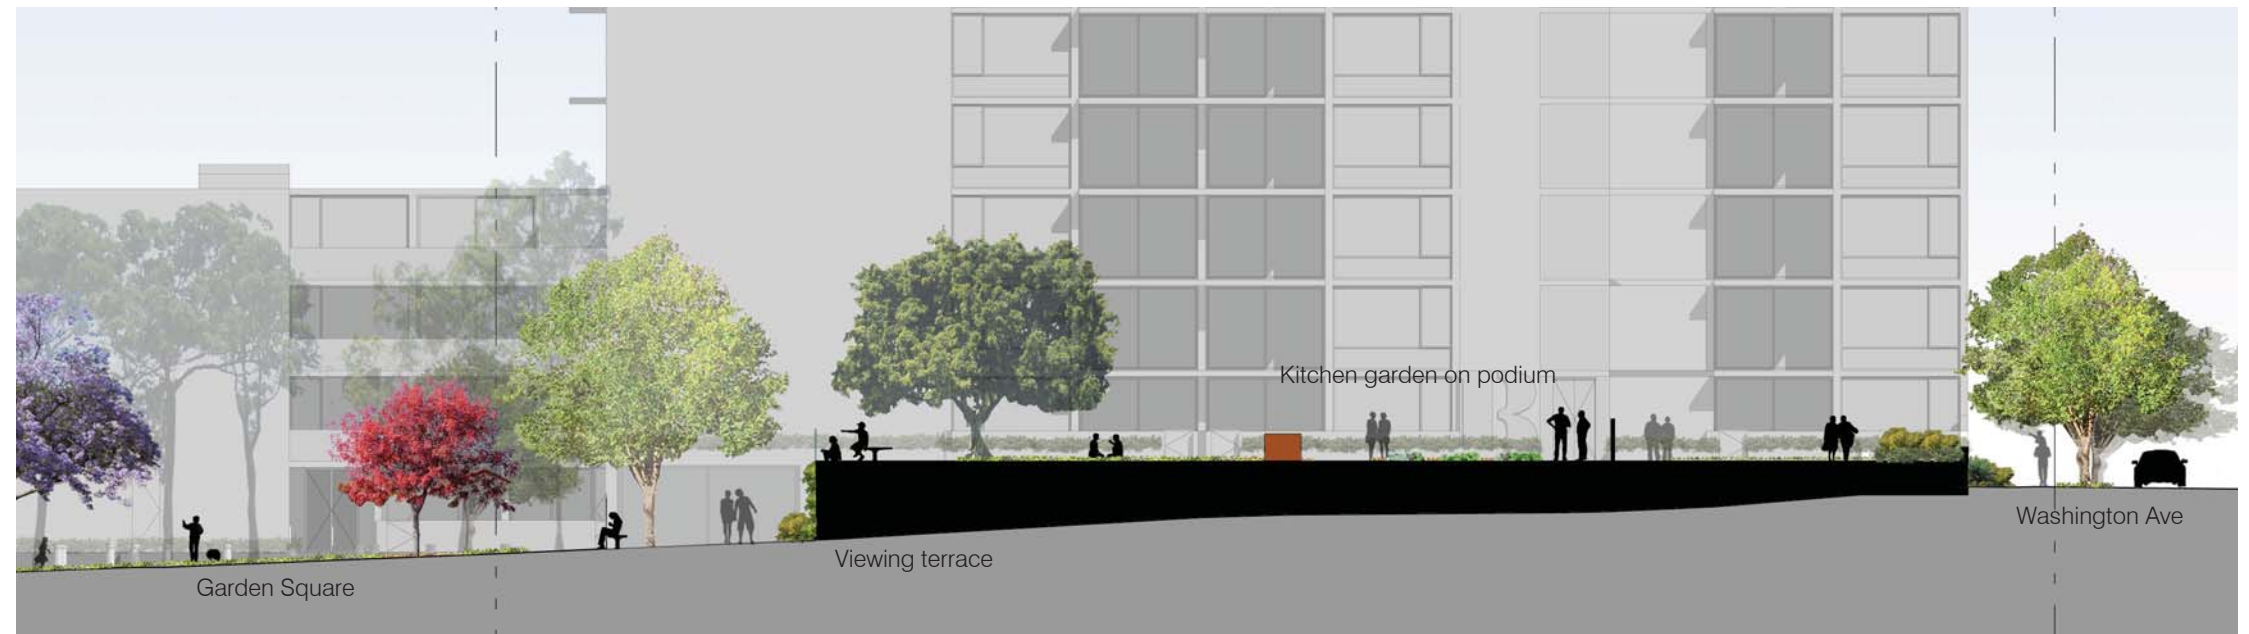 Kitchen garden on podium
Washington Ave
Viewing terrace
Garden Square